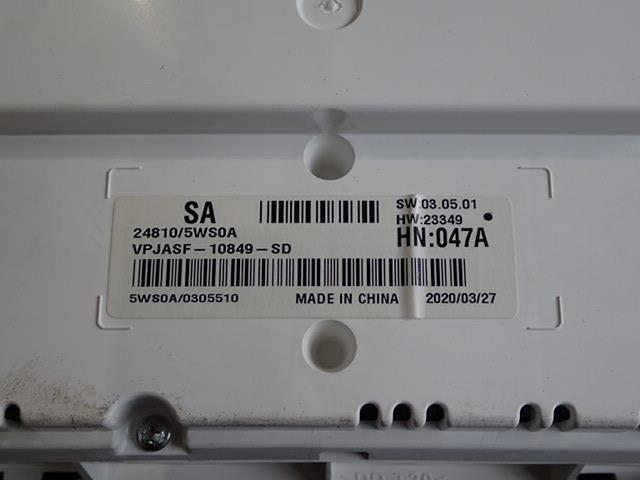 SA
SW:03.05.01
HW:23349
24810/5WS0A
HN:047A
VPJASF-10849-SD
5WS0A/0305510 MADE IN CHINA 2020/03/27